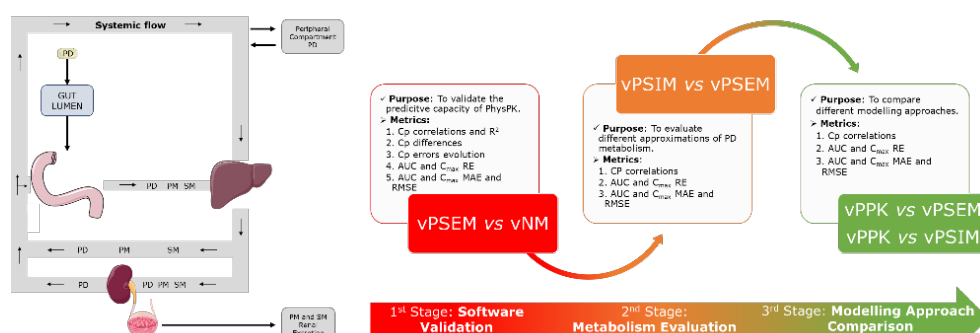 Systemic flow
Peripheral
Compartment
PD
PD
GUT
LUMEN
PD PM SM
PD PM SM
PD PD PM SM
PM and SM
Renal
Excretion
✓ Purpose: To validate the
predicitve capacity of PhysPK.
➢ Metrics:
1. Cp correlations and R²
2. Cp differences
3. Cp errors evolution
4. AUC and Cmax RE
5. AUC and Cmax MAE and
RMSE
vPSEM vs vNM
vPSIM vs vPSEM
✓ Purpose: To evaluate
different approximations of PD
metabolism.
➢ Metrics:
1. CP correlations
2. AUC and Cmax RE
3. AUC and Cmax MAE and
RMSE
✓ Purpose: To compare
different modelling approaches.
➢ Metrics:
1. Cp correlations
2. AUC and Cmax RE
3. AUC and Cmax MAE and
RMSE
vPPK vs vPSEM
vPPK vs vPSIM
1st Stage: Software
Validation
2nd Stage:
Metabolism Evaluation
3rd Stage: Modelling Approach
Comparison